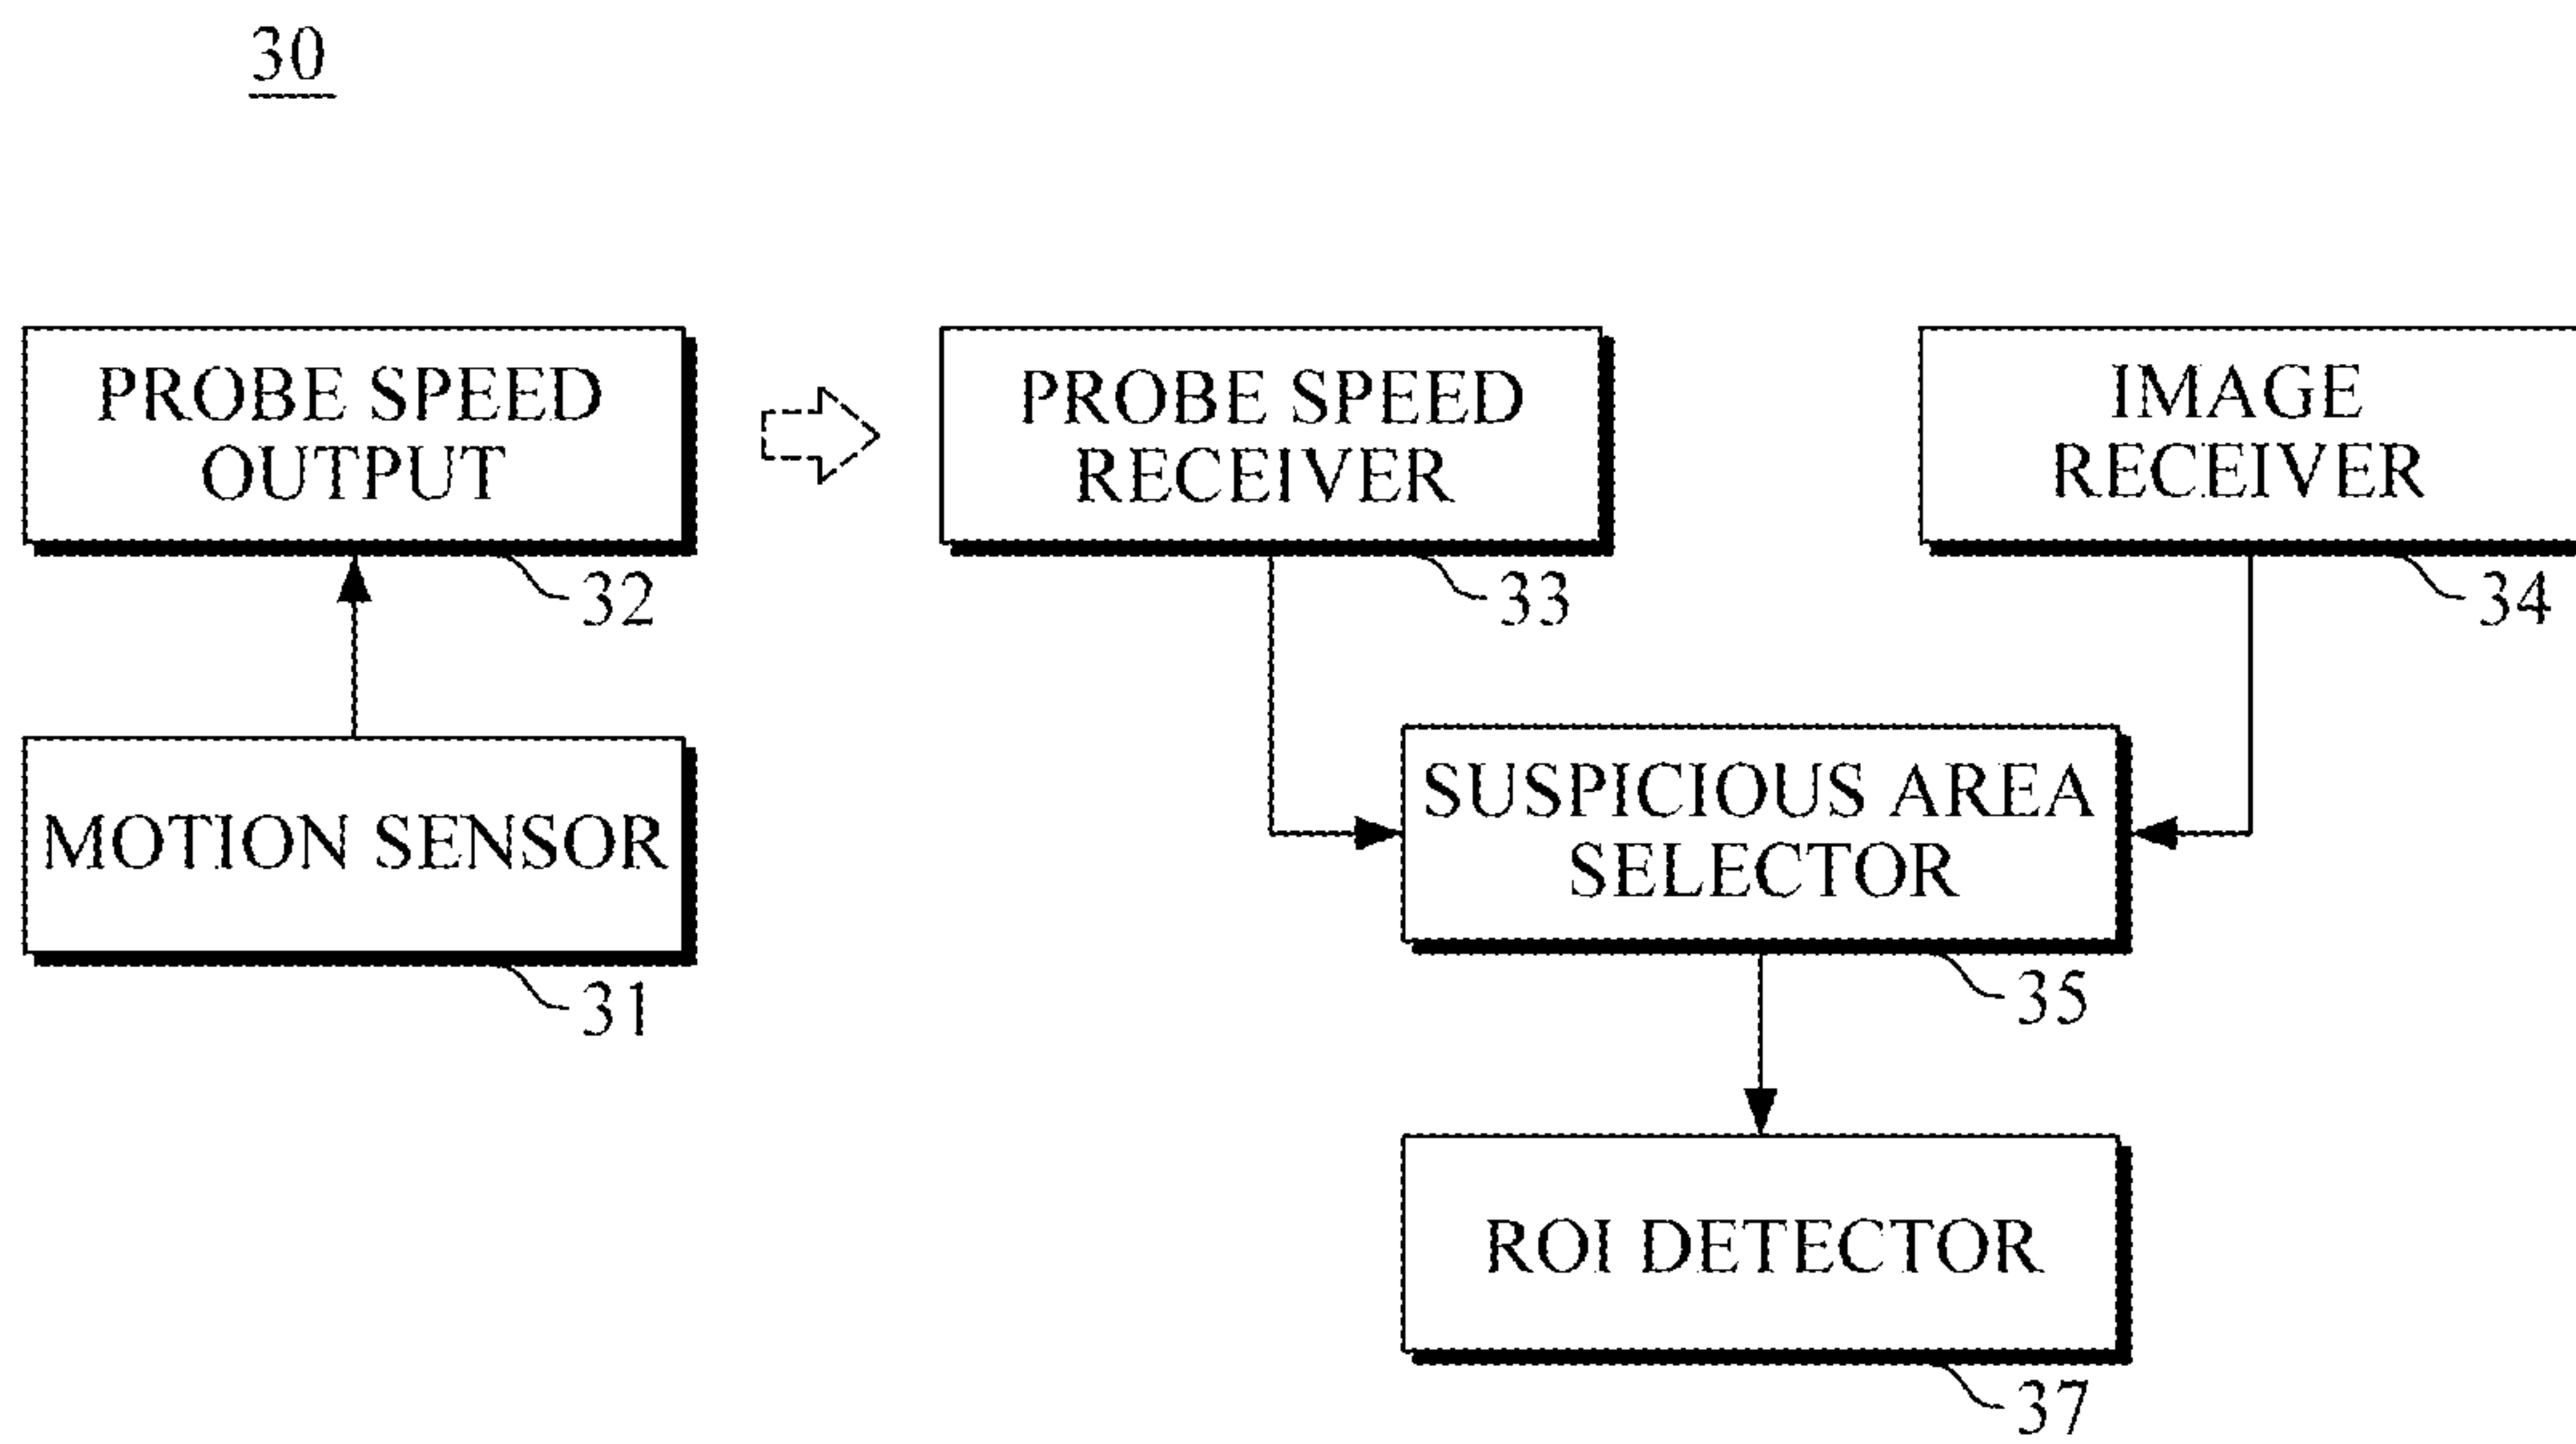 30
PROBE SPEED
OUTPUT
32
PROBE SPEED
RECEIVER
33
IMAGE
RECEIVER
34
MOTION SENSOR
31
SUSPICIOUS AREA
SELECTOR
35
ROI DETECTOR
37